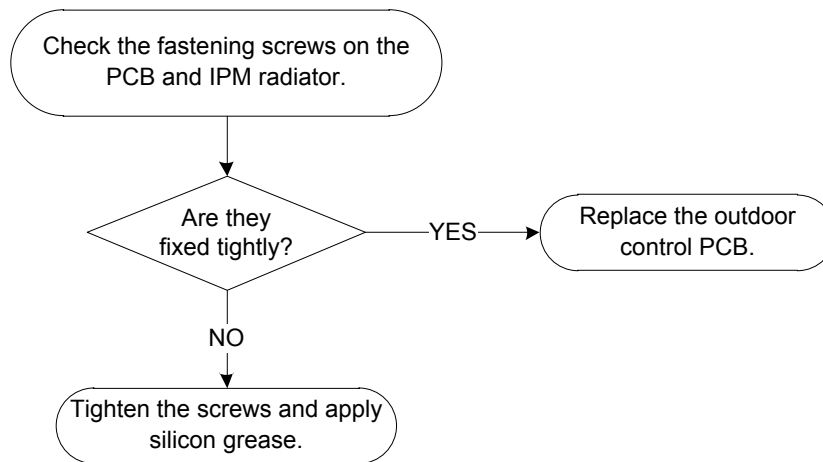 Check the fastening screws on the
PCB and IPM radiator.
Are they
fixed tightly?
YES
Replace the outdoor
control PCB.
NO
Tighten the screws and apply
silicon grease.